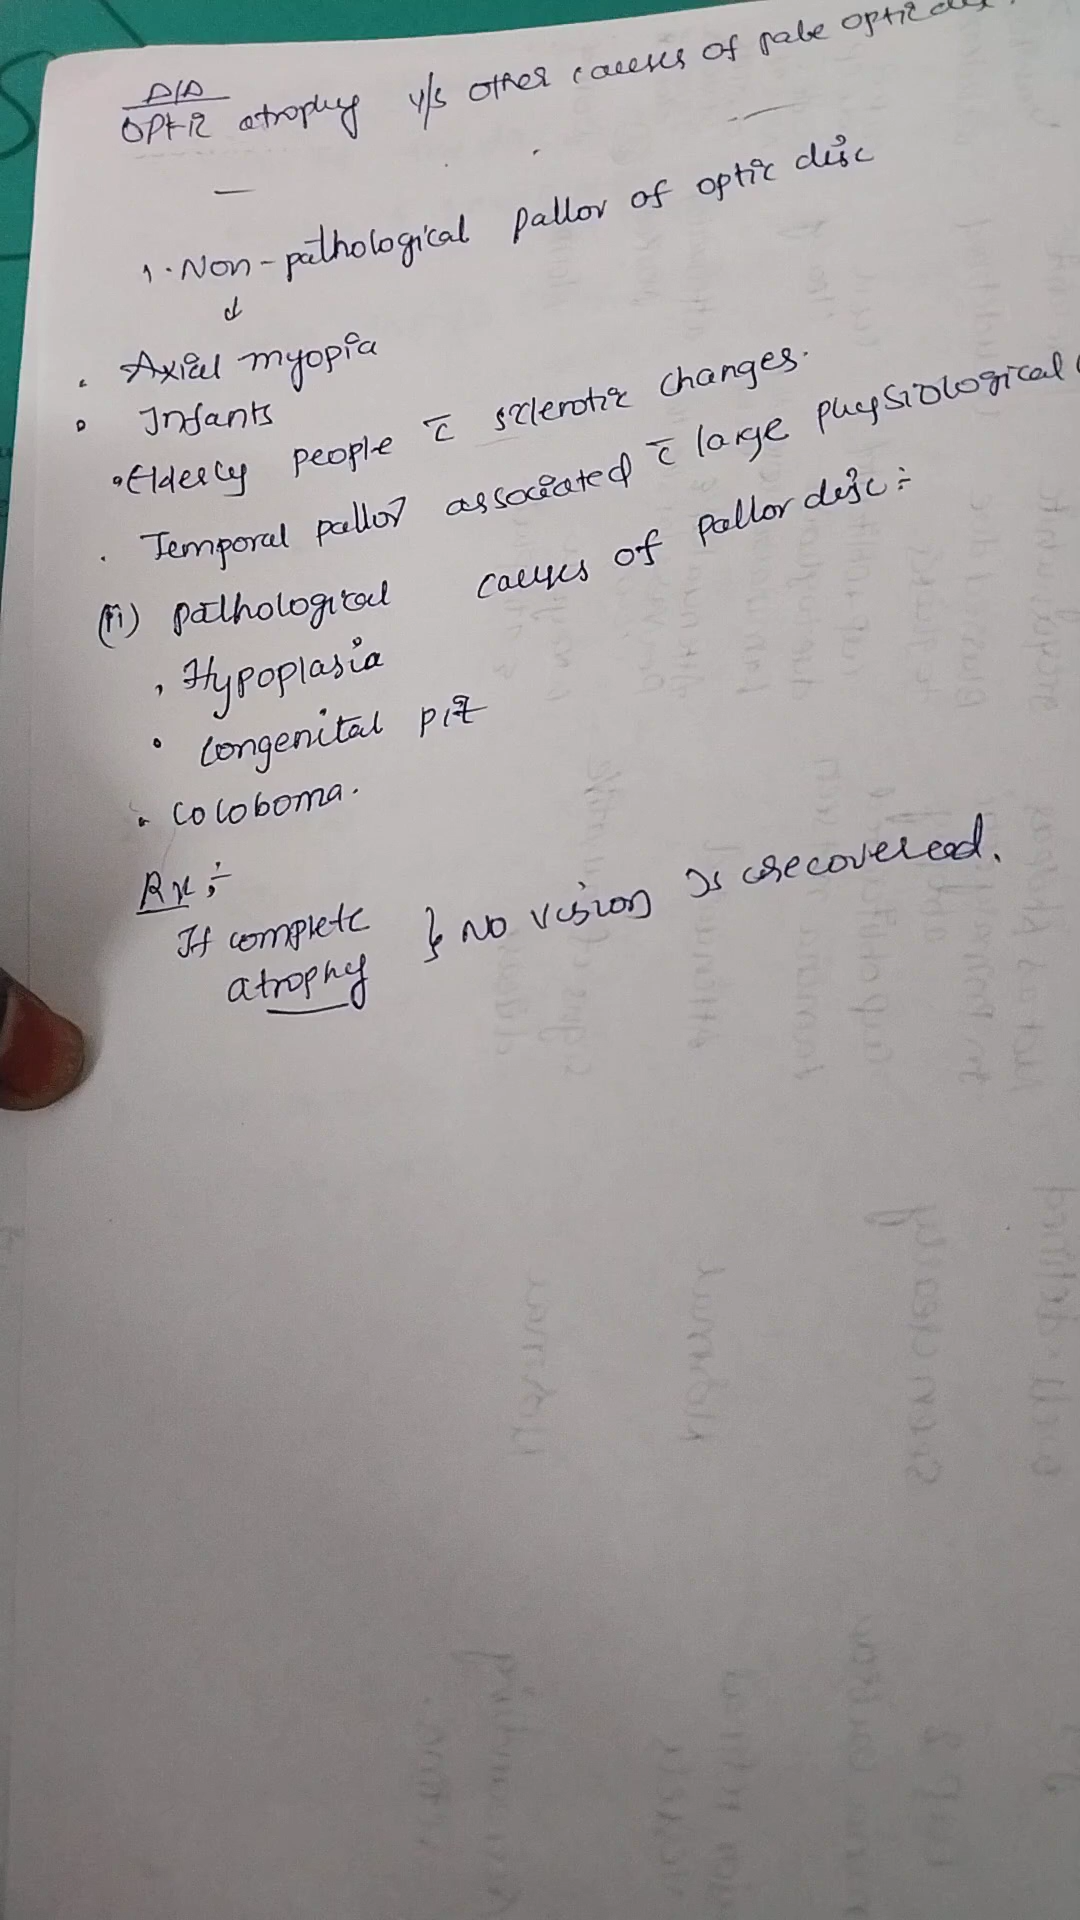 D/D
Optic atrophy v/s other causes of pale optic disc
1. Non-pathological pallor of optic disc
↓
• Axial myopia
• Infants
• Elderly people c̄ sclerotic changes.
• Temporal pallor associated c̄ large physiological
(ii) pathological causes of pallor disc :-
• Hypoplasia
• Congenital pit
• Coloboma.
Rx :-
If complete atrophy } No vision is recovered.